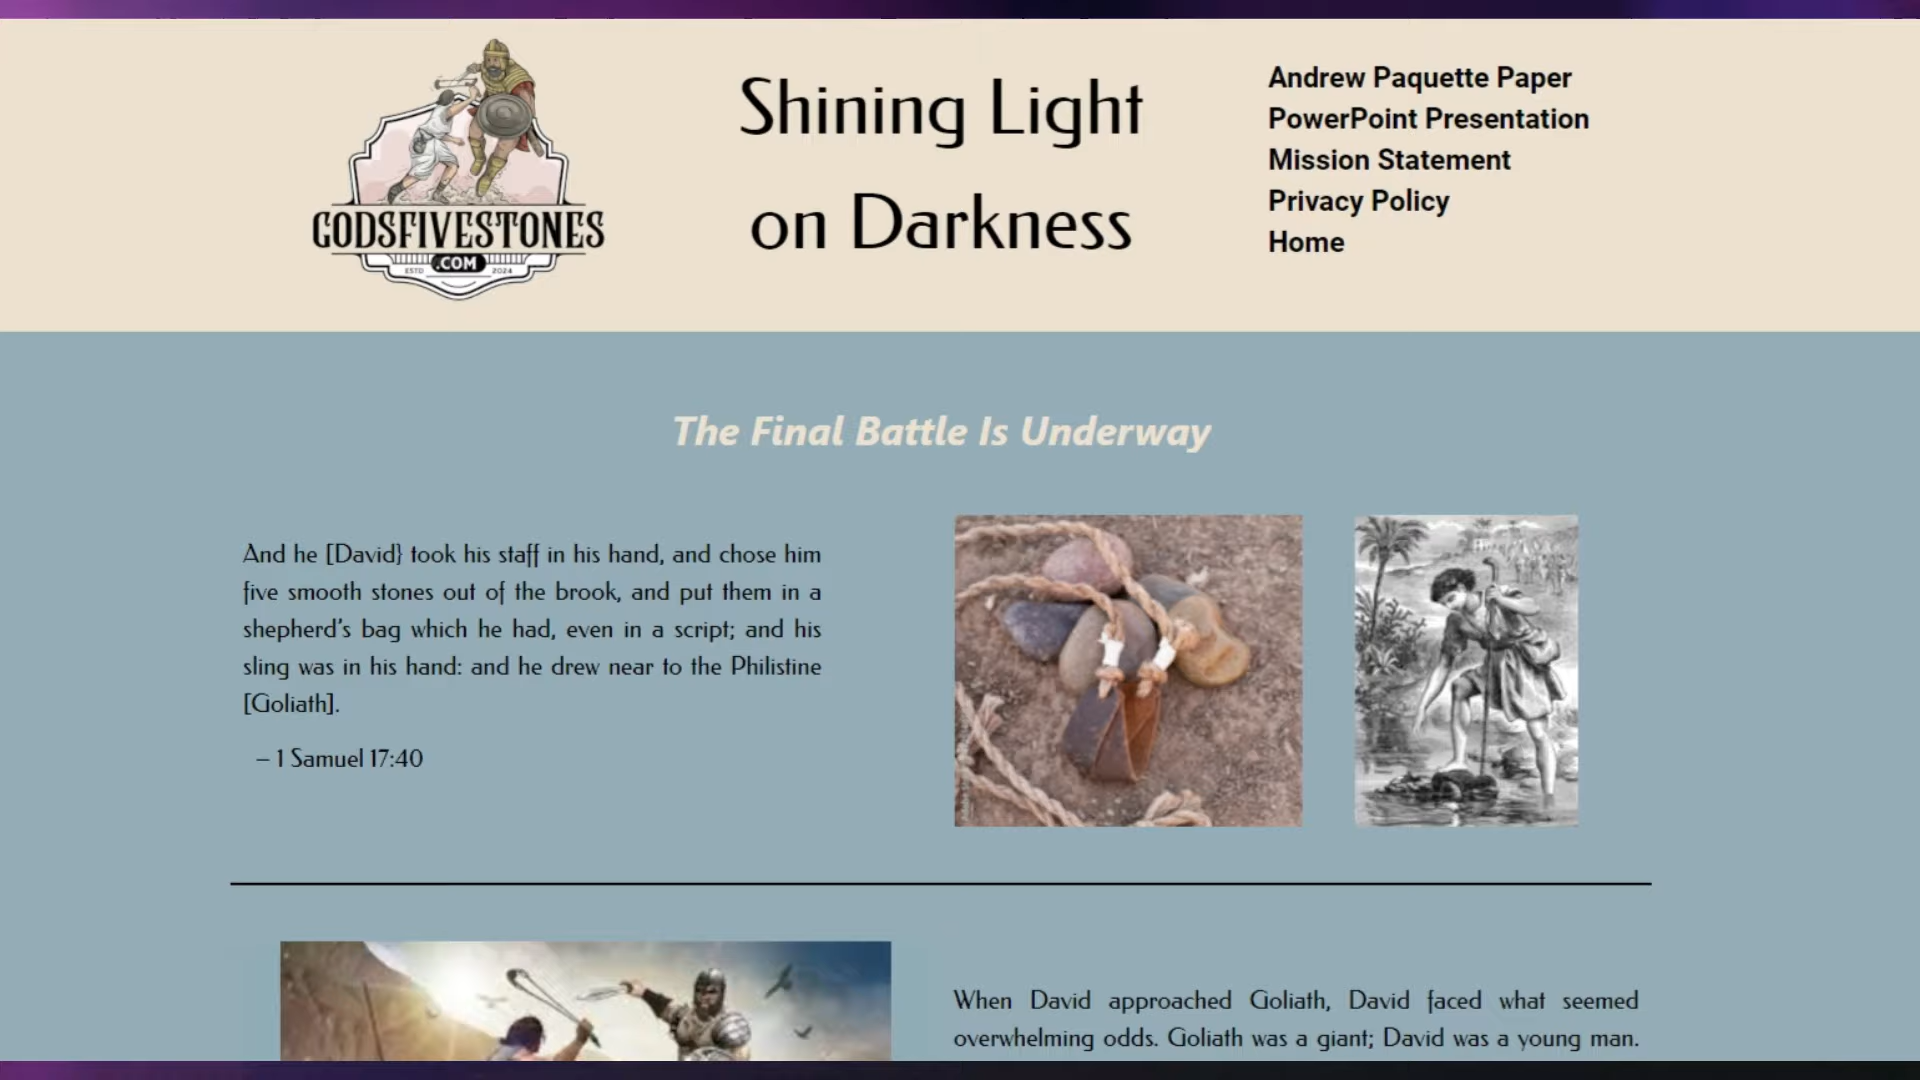 GODSFIVESTONES
.COM
ESTD 2024
Shining Light
on Darkness
Andrew Paquette Paper
PowerPoint Presentation
Mission Statement
Privacy Policy
Home
The Final Battle Is Underway
And he [David} took his staff in his hand, and chose him
five smooth stones out of the brook, and put them in a
shepherd's bag which he had, even in a script; and his
sling was in his hand: and he drew near to the Philistine
[Goliath].
– 1 Samuel 17:40
When David approached Goliath, David faced what seemed
overwhelming odds. Goliath was a giant; David was a young man.